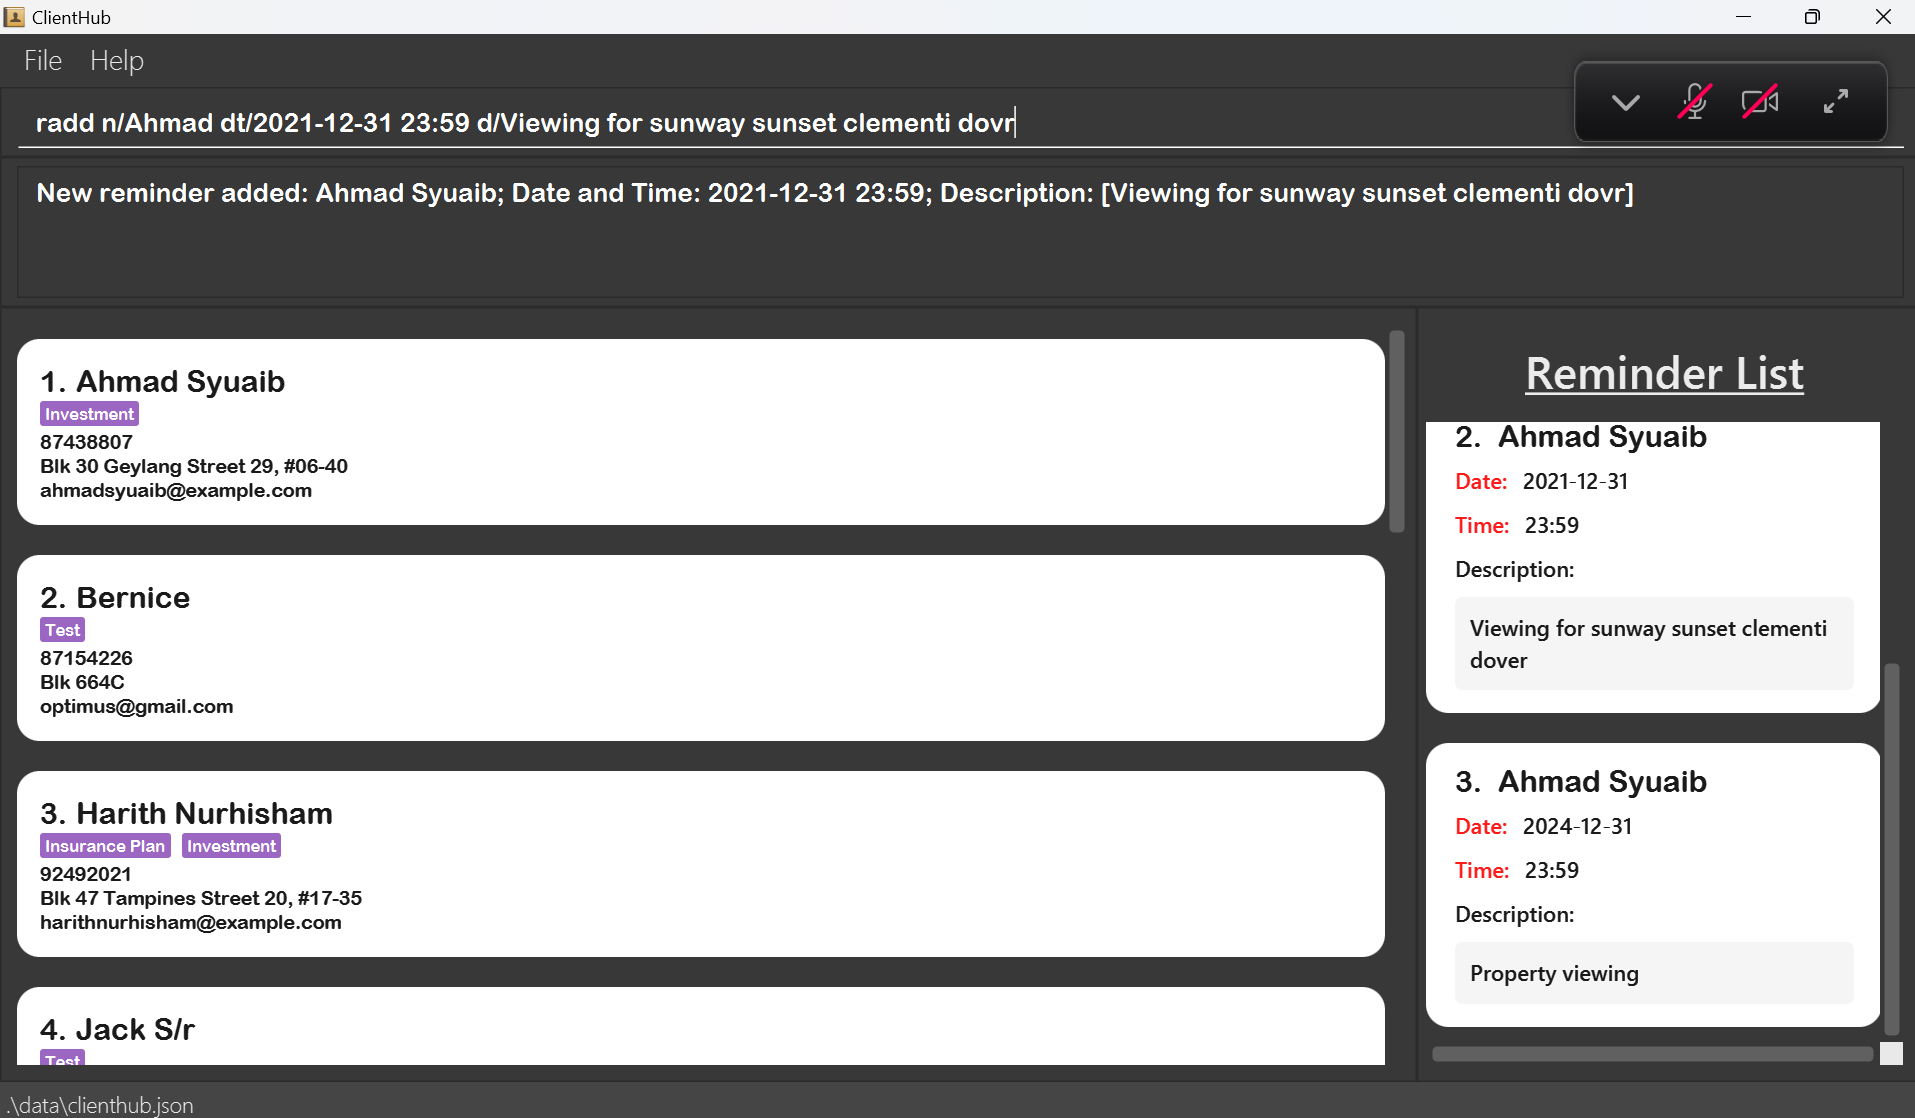 ClientHub
File Help
radd n/Ahmad dt/2021-12-31 23:59 d/Viewing for sunway sunset clementi dovr
New reminder added: Ahmad Syuaib; Date and Time: 2021-12-31 23:59; Description: [Viewing for sunway sunset clementi dovr]
1. Ahmad Syuaib
Investment
87438807
Blk 30 Geylang Street 29, #06-40
ahmadsyuaib@example.com
2. Bernice
Test
87154226
Blk 664C
optimus@gmail.com
3. Harith Nurhisham
Insurance Plan Investment
92492021
Blk 47 Tampines Street 20, #17-35
harithnurhisham@example.com
4. Jack S/r
Test
Reminder List
2. Ahmad Syuaib
Date: 2021-12-31
Time: 23:59
Description:
Viewing for sunway sunset clementi
dover
3. Ahmad Syuaib
Date: 2024-12-31
Time: 23:59
Description:
Property viewing
.\data\clienthub.json